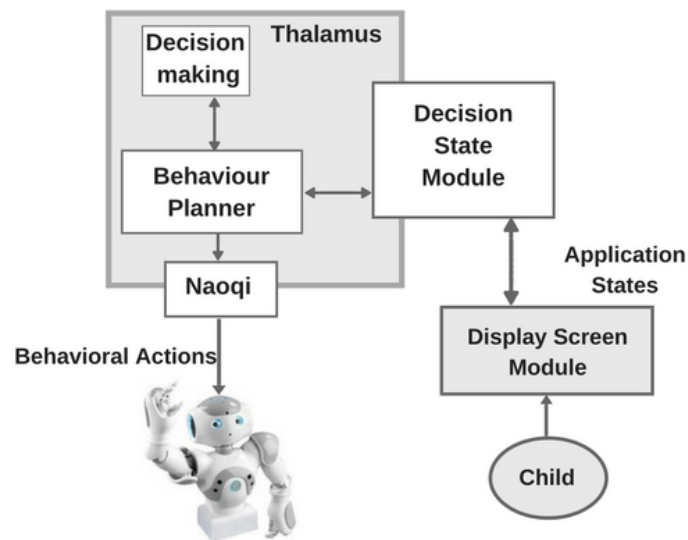 Thalamus
Decision
making
Decision
State
Module
Behaviour
Planner
Application
States
Naoqi
Display Screen
Module
Behavioral Actions
Child